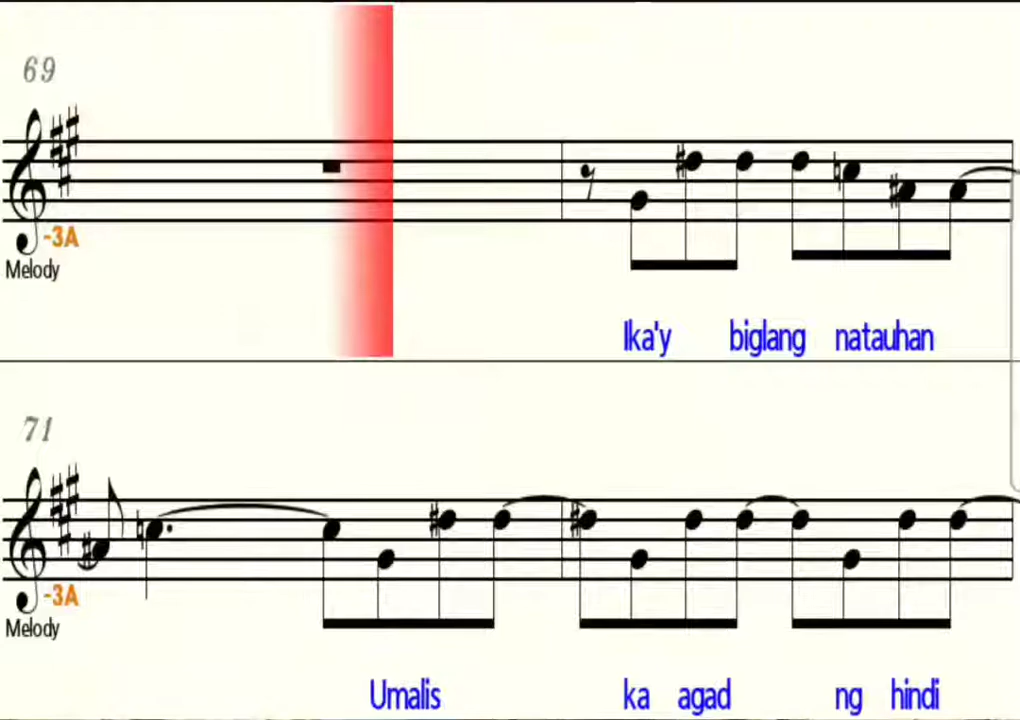 69
-3A
Melody
Ika'y biglang natauhan
71
-3A
Melody
Umalis ka agad ng hindi